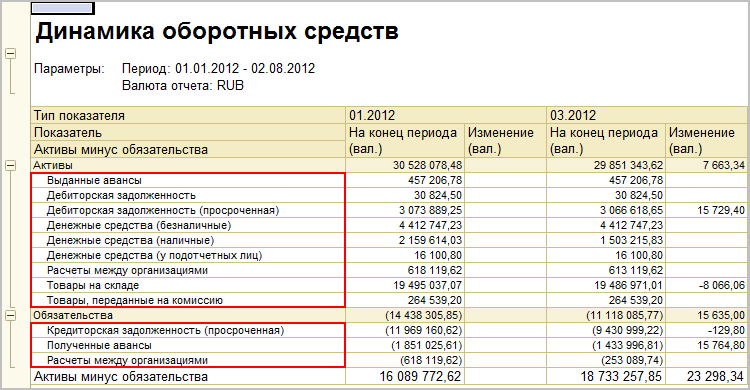 Динамика оборотных средств
Параметры: Период: 01.01.2012 - 02.08.2012
Валюта отчета: RUB
Тип показателя 01.2012 03.2012
Показатель На конец периода (вал.) Изменение (вал.) На конец периода (вал.) Изменение (вал.)
Активы минус обязательства
Активы 30 528 078,48 29 851 343,62 7 663,34
Выданные авансы 457 206,78 457 206,78
Дебиторская задолженность 30 824,50 30 824,50
Дебиторская задолженность (просроченная) 3 073 889,25 3 066 618,65 15 729,40
Денежные средства (безналичные) 4 412 747,23 4 412 747,23
Денежные средства (наличные) 2 159 614,03 1 503 215,83
Денежные средства (у подотчетных лиц) 16 100,80 16 100,80
Расчеты между организациями 618 119,62 613 119,62
Товары на складе 19 495 037,07 19 486 971,01 -8 066,06
Товары, переданные на комиссию 264 539,20 264 539,20
Обязательства (14 438 305,85) (11 118 085,77) 15 635,00
Кредиторская задолженность (просроченная) (11 969 160,62) (9 430 999,22) -129,80
Полученные авансы (1 851 025,61) (1 433 996,81) 15 764,80
Расчеты между организациями (618 119,62) (253 089,74)
Активы минус обязательства 16 089 772,62 18 733 257,85 23 298,34